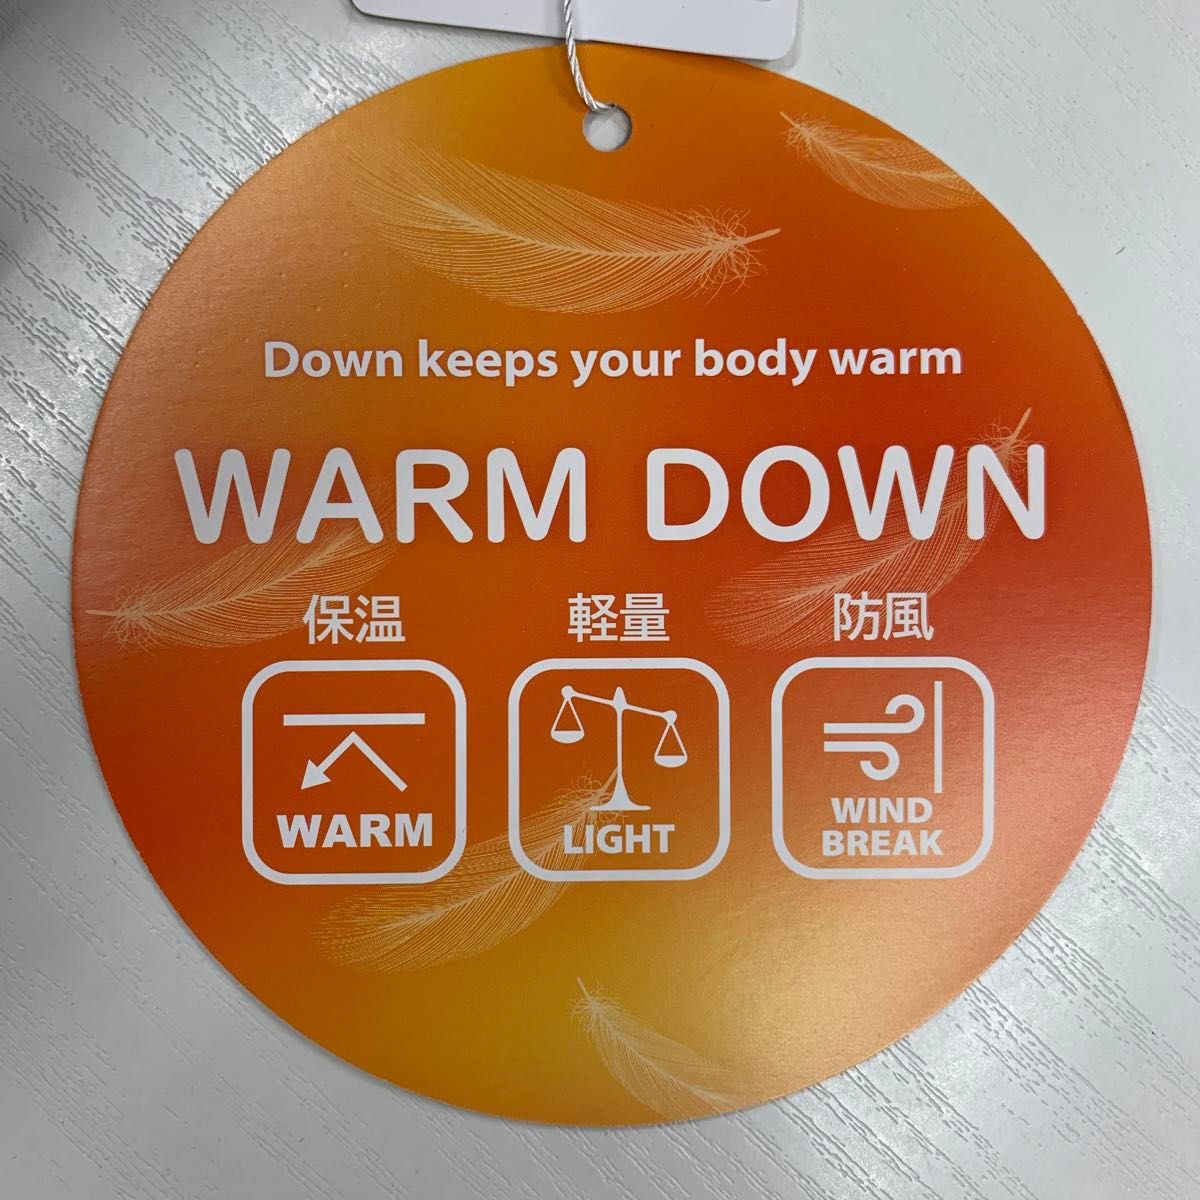 Down keeps your body warm
WARM DOWN
保温 軽量 防風
WARM LIGHT WIND BREAK